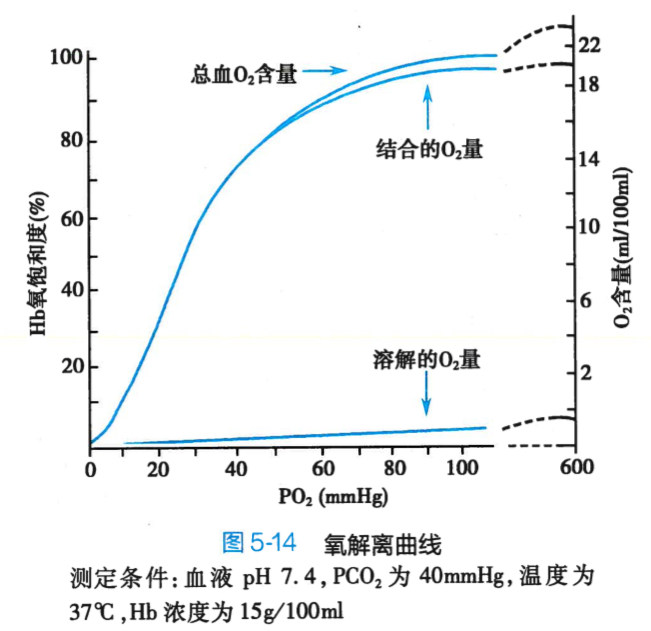 100
80
60
40
20
Hb氧饱和度(%)
总血O₂含量
结合的O₂量
溶解的O₂量
22
18
14
10
6
2
O₂含量(ml/100ml)
0 20 40 60 80 100 600
PO₂ (mmHg)
图5-14 氧解离曲线
测定条件:血液 pH 7.4,PCO₂ 为 40mmHg,温度为
37℃,Hb 浓度为 15g/100ml